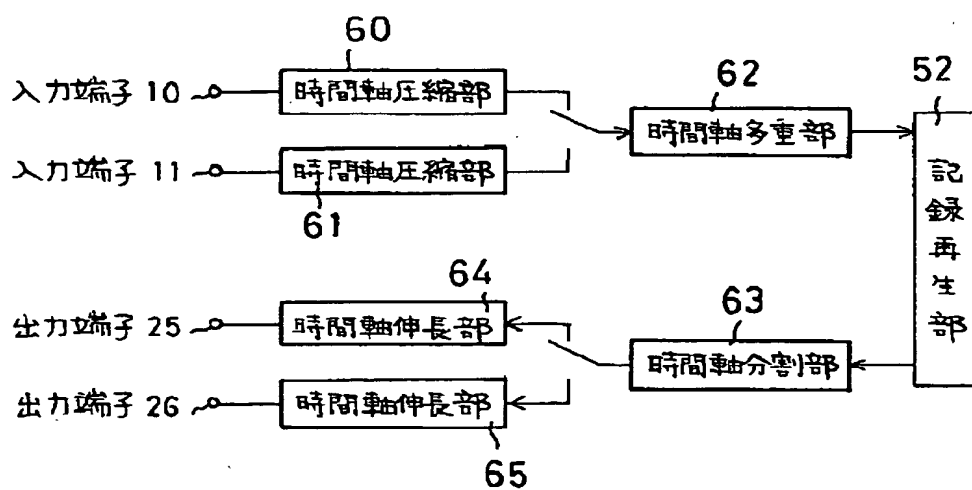 60
入力端子 10
時間軸圧縮部
62
52
時間軸多重部
入力端子 11
時間軸圧縮部
61
記録再生部
64
出力端子 25
時間軸伸長部
63
時間軸分割部
出力端子 26
時間軸伸長部
65